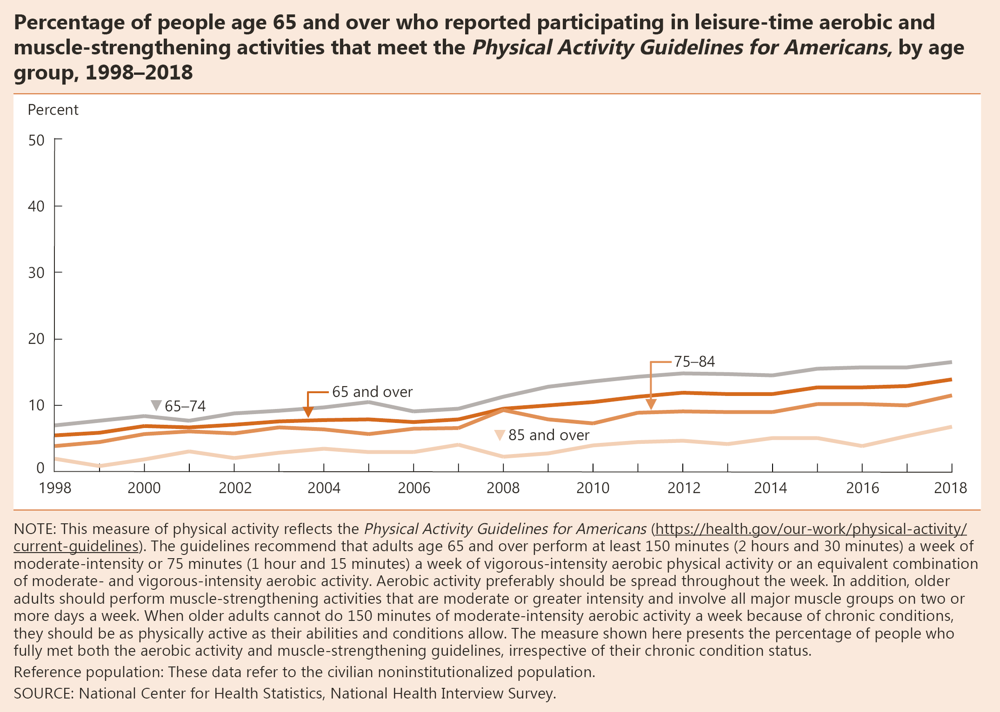 Percentage of people age 65 and over who reported participating in leisure-time aerobic and
muscle-strengthening activities that meet the Physical Activity Guidelines for Americans, by age
group, 1998–2018
Percent
50
40
30
20
10
0
75–84
65 and over
65–74
85 and over
1998 2000 2002 2004 2006 2008 2010 2012 2014 2016 2018
NOTE: This measure of physical activity reflects the Physical Activity Guidelines for Americans (https://health.gov/our-work/physical-activity/
current-guidelines). The guidelines recommend that adults age 65 and over perform at least 150 minutes (2 hours and 30 minutes) a week of
moderate-intensity or 75 minutes (1 hour and 15 minutes) a week of vigorous-intensity aerobic physical activity or an equivalent combination
of moderate- and vigorous-intensity aerobic activity. Aerobic activity preferably should be spread throughout the week. In addition, older
adults should perform muscle-strengthening activities that are moderate or greater intensity and involve all major muscle groups on two or
more days a week. When older adults cannot do 150 minutes of moderate-intensity aerobic activity a week because of chronic conditions,
they should be as physically active as their abilities and conditions allow. The measure shown here presents the percentage of people who
fully met both the aerobic activity and muscle-strengthening guidelines, irrespective of their chronic condition status.
Reference population: These data refer to the civilian noninstitutionalized population.
SOURCE: National Center for Health Statistics, National Health Interview Survey.